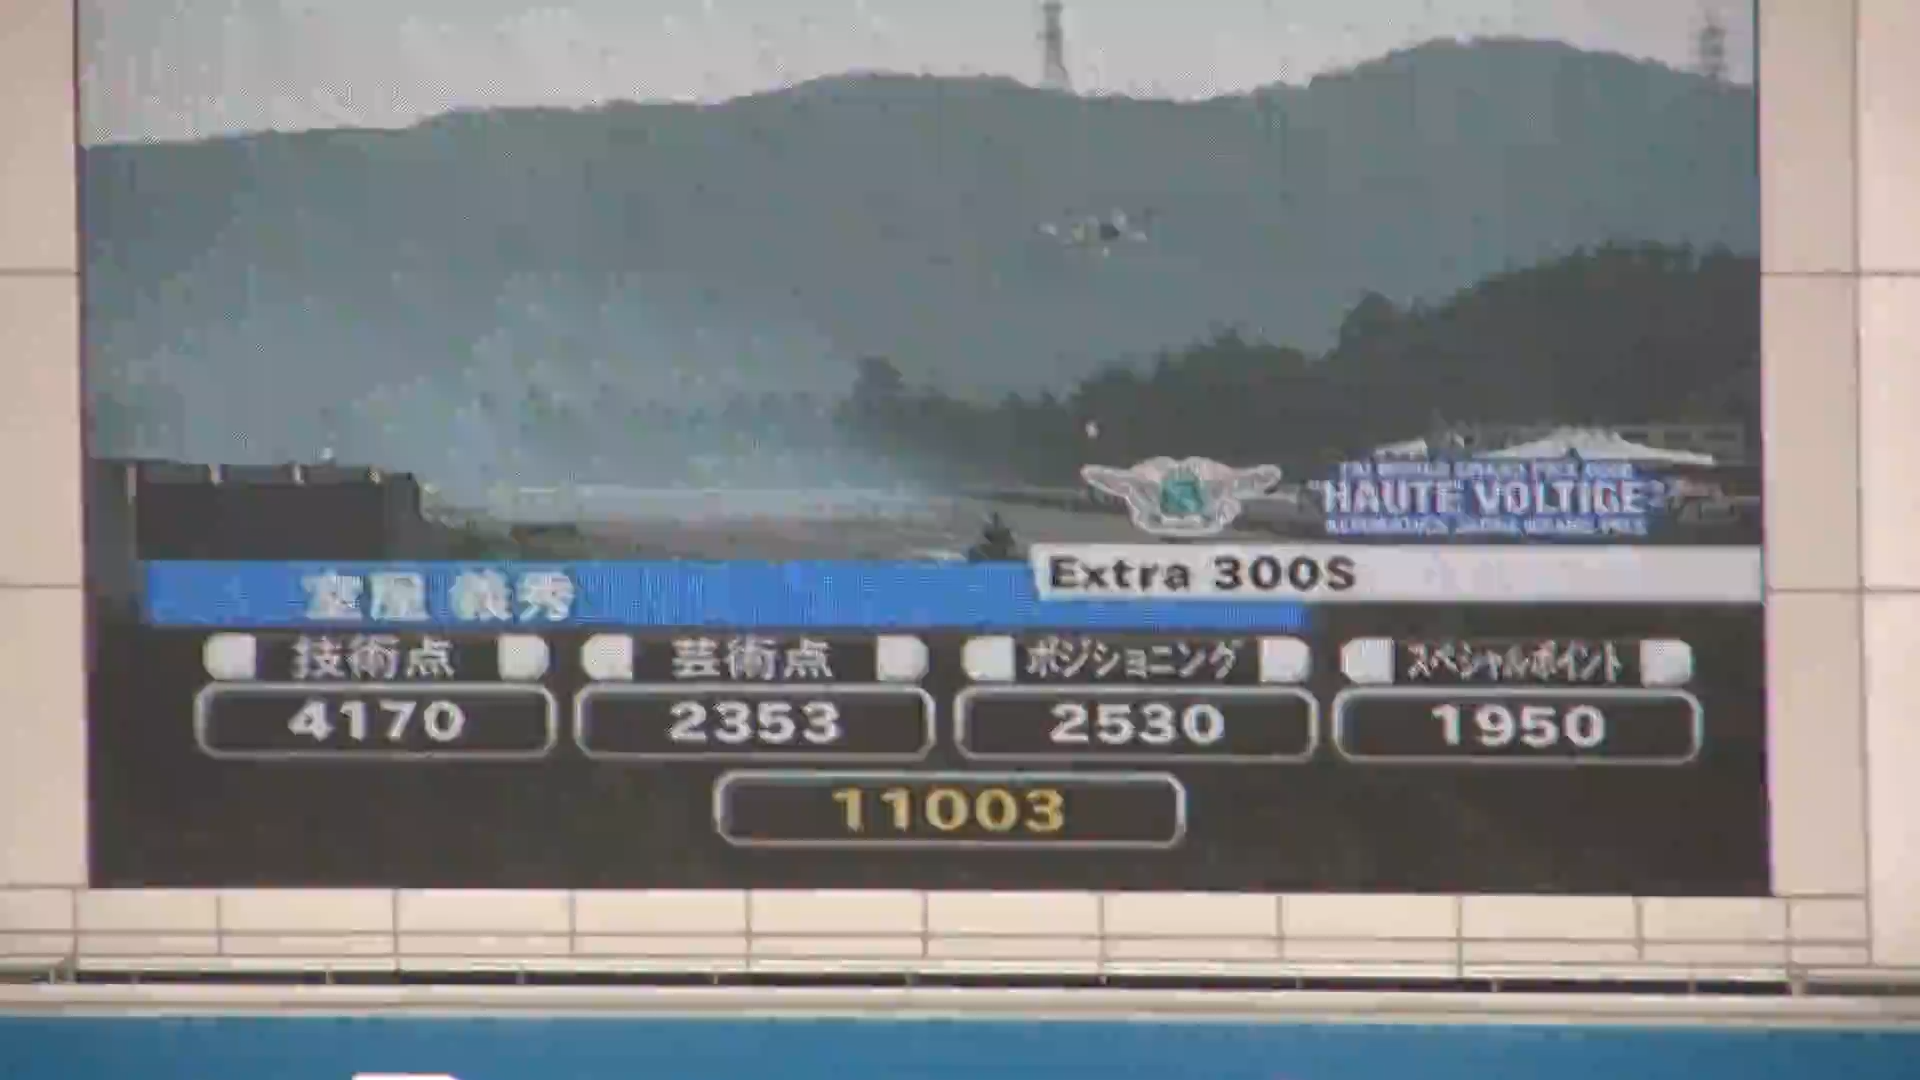 "HAUTE VOLTIGE"
Extra 300S
室屋 義秀
技術点 芸術点 ポジショニング スペシャルポイント
4170 2353 2530 1950
11003